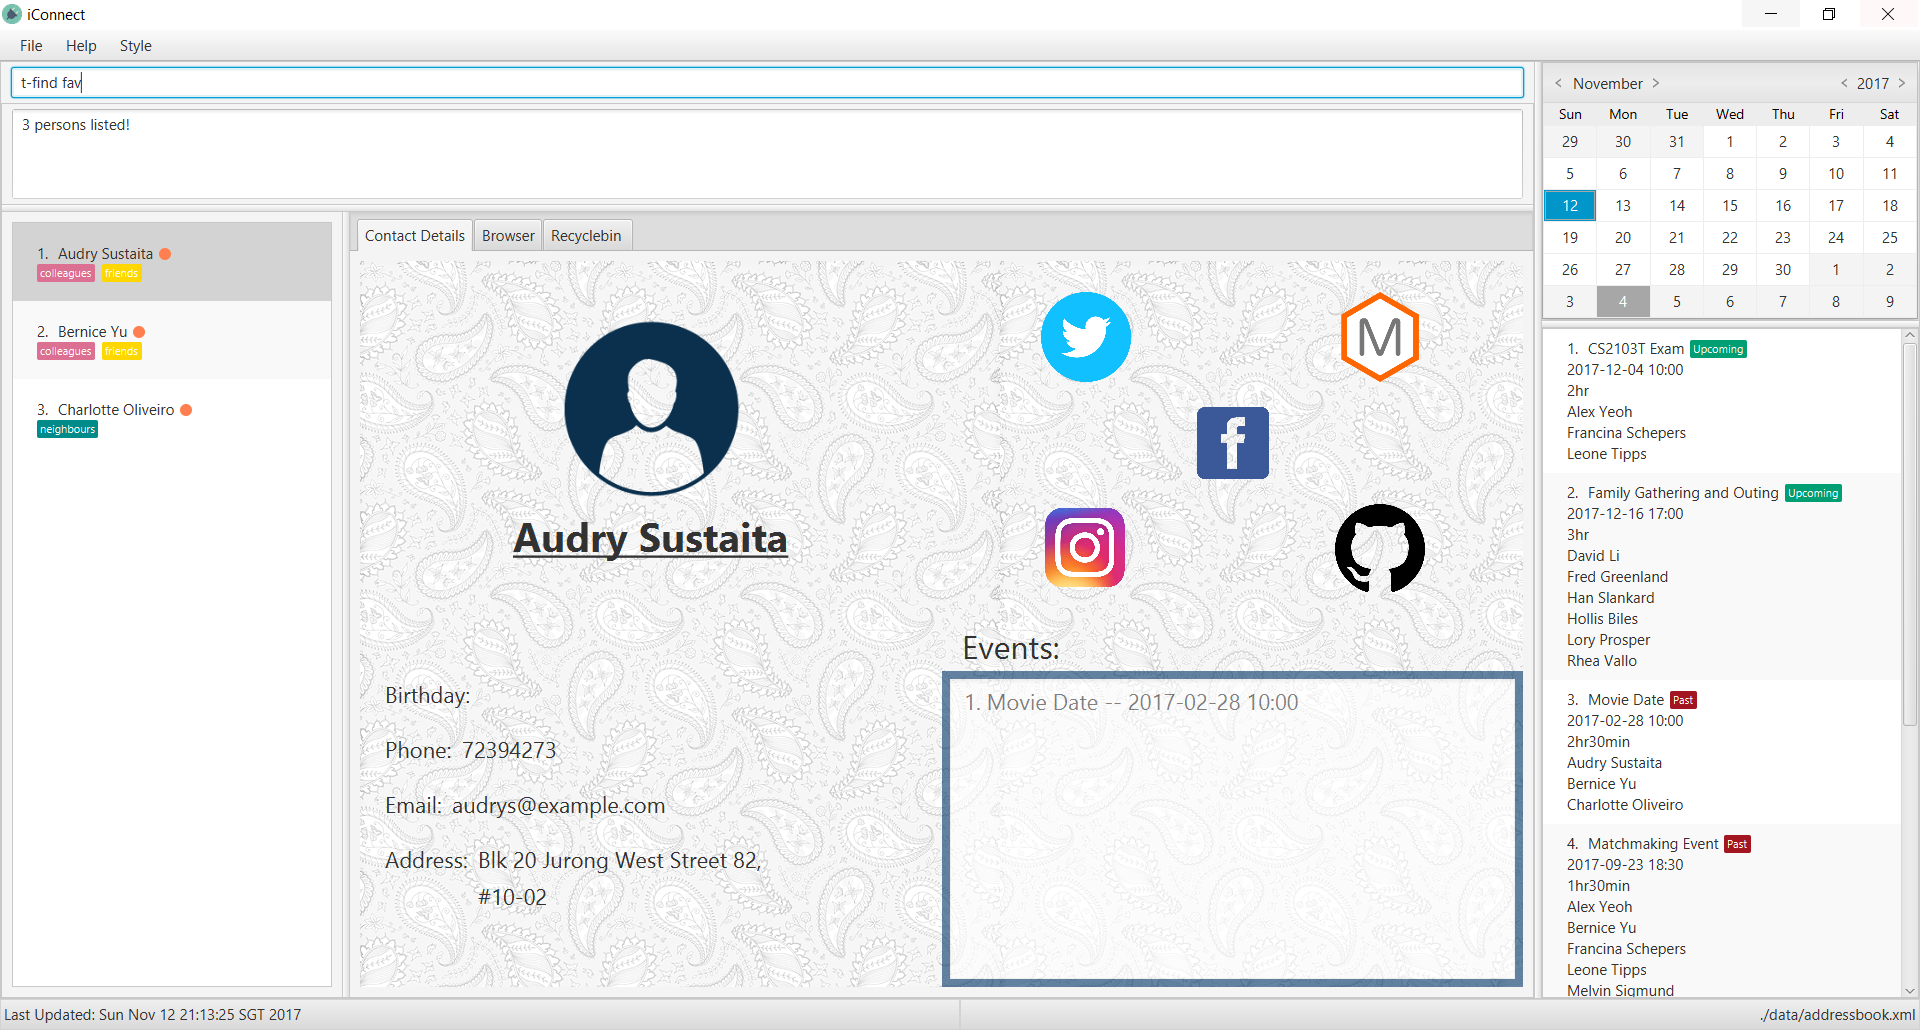 iConnect
File Help Style
t-find fav
3 persons listed!
1. Audry Sustaita
colleagues friends
2. Bernice Yu
colleagues friends
3. Charlotte Oliveiro
neighbours
Contact Details Browser Recyclebin
M
f
Audry Sustaita
Birthday:
Phone: 72394273
Email: audrys@example.com
Address: Blk 20 Jurong West Street 82,
#10-02
Events:
1. Movie Date -- 2017-02-28 10:00
< November > < 2017 >
Sun Mon Tue Wed Thu Fri Sat
29 30 31 1 2 3 4
5 6 7 8 9 10 11
12 13 14 15 16 17 18
19 20 21 22 23 24 25
26 27 28 29 30 1 2
3 4 5 6 7 8 9
1. CS2103T Exam Upcoming
2017-12-04 10:00
2hr
Alex Yeoh
Francina Schepers
Leone Tipps
2. Family Gathering and Outing Upcoming
2017-12-16 17:00
3hr
David Li
Fred Greenland
Han Slankard
Hollis Biles
Lory Prosper
Rhea Vallo
3. Movie Date Past
2017-02-28 10:00
2hr30min
Audry Sustaita
Bernice Yu
Charlotte Oliveiro
4. Matchmaking Event Past
2017-09-23 18:30
1hr30min
Alex Yeoh
Bernice Yu
Francina Schepers
Leone Tipps
Melvin Sigmund
Last Updated: Sun Nov 12 21:13:25 SGT 2017
./data/addressbook.xml